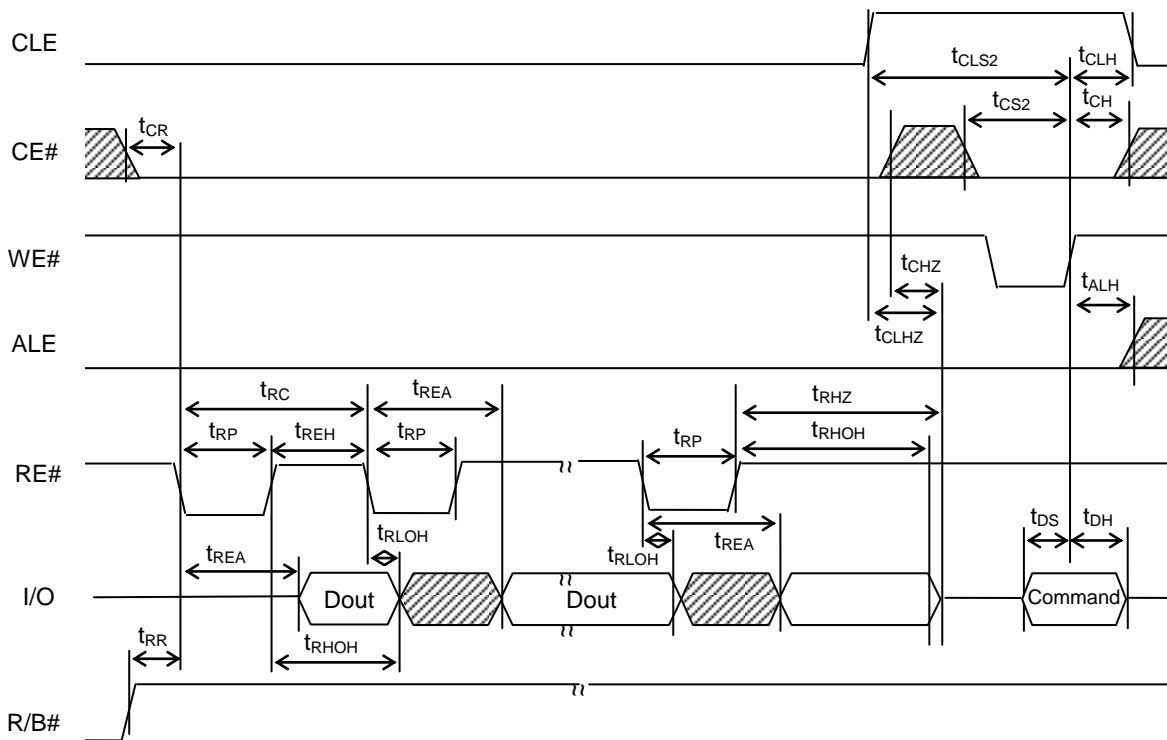 CLE
tCLS2
tCLH
tCR
tCS2
tCH
CE#
WE#
tCHZ
tALH
tCLHZ
ALE
tRC
tREA
tRHZ
tRP
tREH
tRP
tRP
tRHOH
RE#
tRLOH
tDS
tDH
tREA
tRLOH
tREA
I/O
Dout
Dout
Command
tRR
tRHOH
R/B#